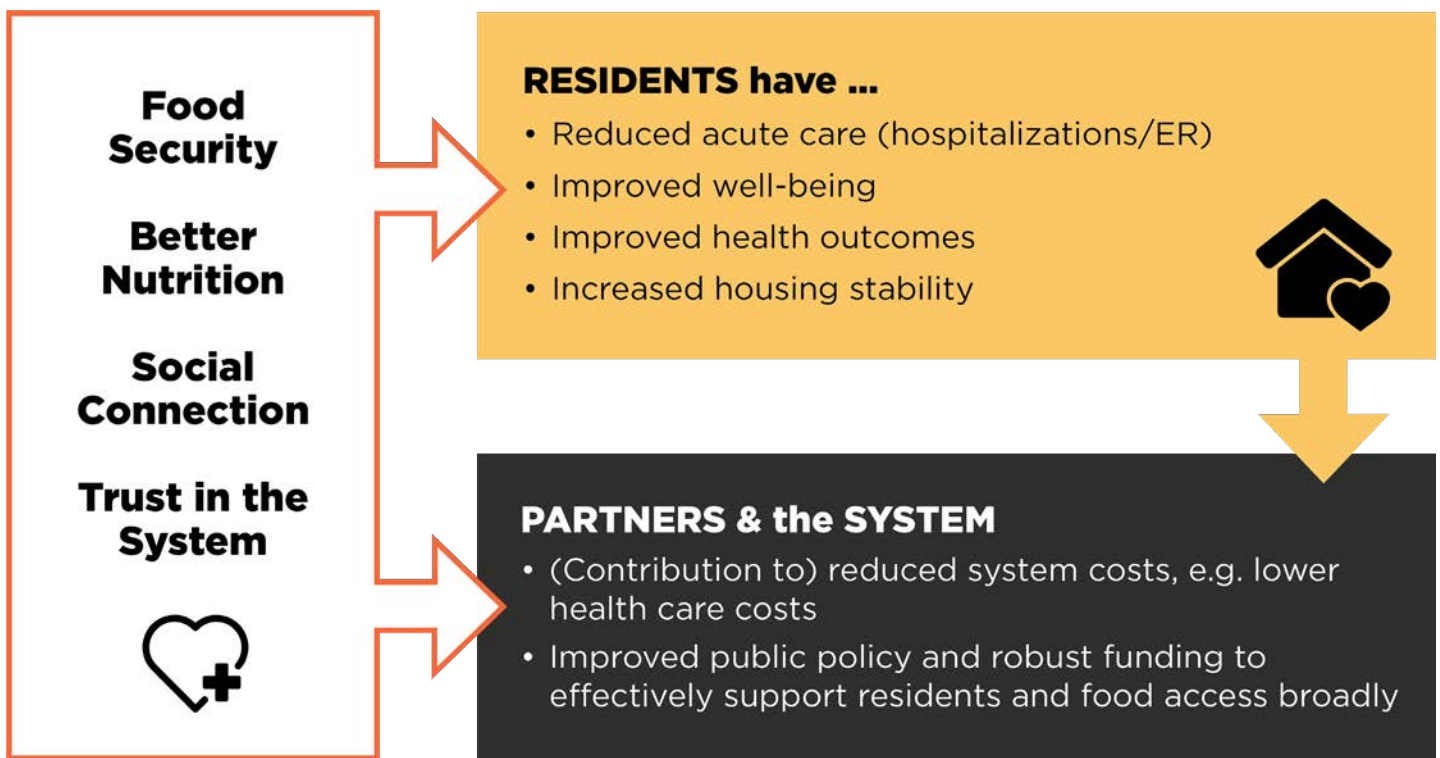 Food
Security
Better
Nutrition
Social
Connection
Trust in the
System
RESIDENTS have ...
• Reduced acute care (hospitalizations/ER)
• Improved well-being
• Improved health outcomes
• Increased housing stability
PARTNERS & the SYSTEM
• (Contribution to) reduced system costs, e.g. lower
health care costs
• Improved public policy and robust funding to
effectively support residents and food access broadly